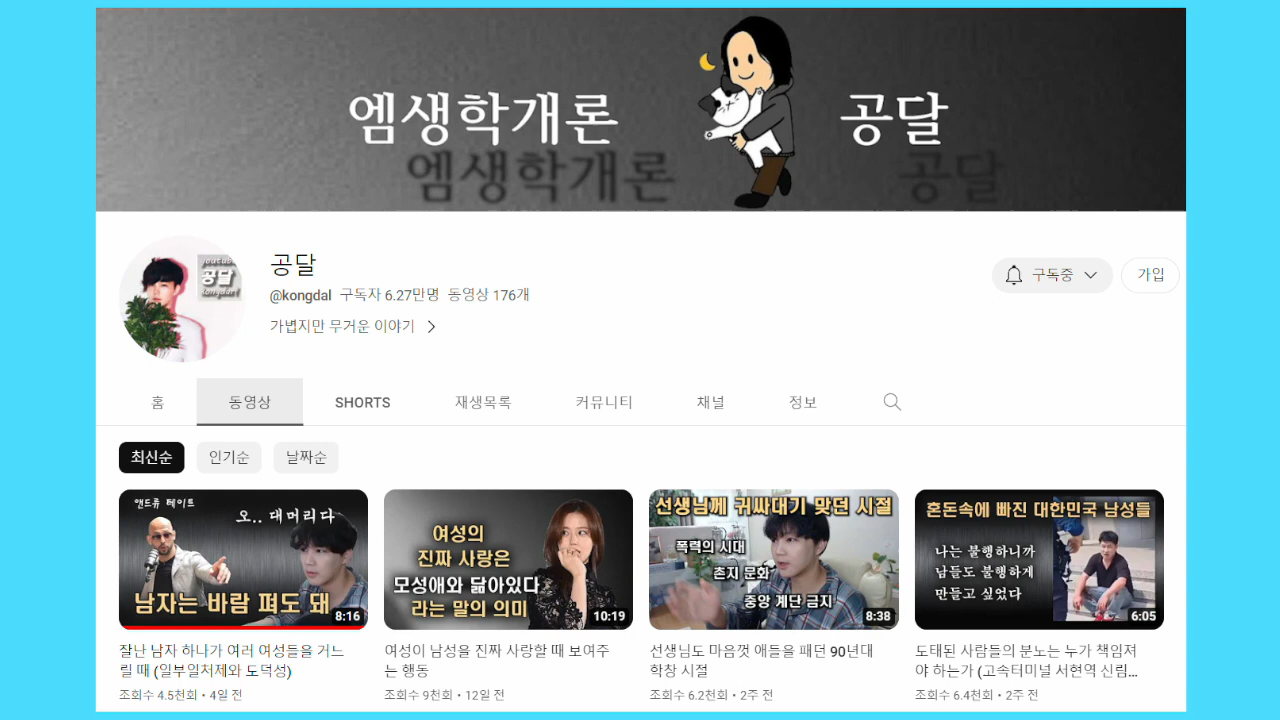 엠생학개론 공달
엠생학개론 공달
youtube
공달
kongdal
공달
@kongdal 구독자 6.27만명 동영상 176개
가볍지만 무거운 이야기
구독중
가입
홈 동영상 SHORTS 재생목록 커뮤니티 채널 정보
최신순 인기순 날짜순
앤드류 테이트
오.. 대머리다
남자는 바람 펴도 돼
8:16
잘난 남자 하나가 여러 여성들을 거느
릴 때 (일부일처제와 도덕성)
조회수 4.5천회 • 4일 전
여성의
진짜 사랑은
모성애와 닮아있다
라는 말의 의미
10:19
여성이 남성을 진짜 사랑할 때 보여주
는 행동
조회수 9천회 • 12일 전
선생님께 귀싸대기 맞던 시절
폭력의 시대
촌지 문화
중앙 계단 금지
8:38
선생님도 마음껏 애들을 패던 90년대
학창 시절
조회수 6.2천회 • 2주 전
혼돈속에 빠진 대한민국 남성들
나는 불행하니까
남들도 불행하게
만들고 싶었다
6:05
도태된 사람들의 분노는 누가 책임져
야 하는가 (고속터미널 서현역 신림...
조회수 6.4천회 • 2주 전